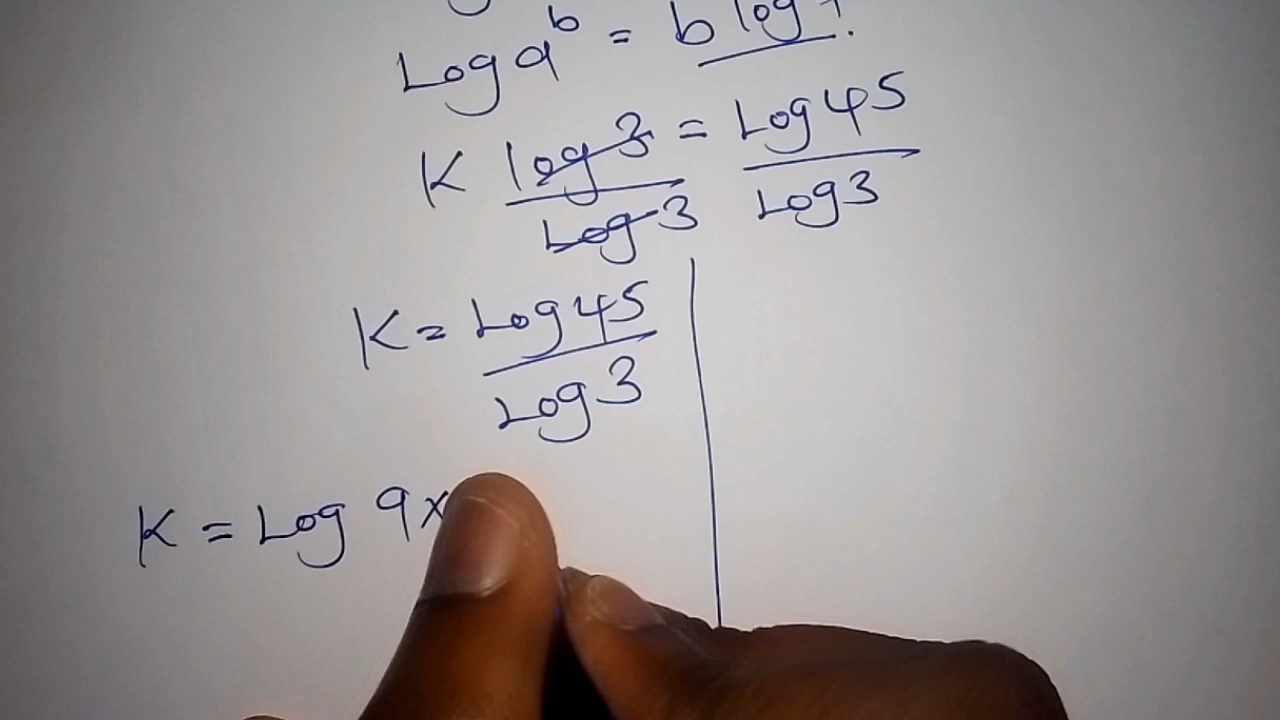 Log a^b = b log
K log 3 / Log 3 = Log 45 / Log 3
K = Log 45 / Log 3
K = Log 9x